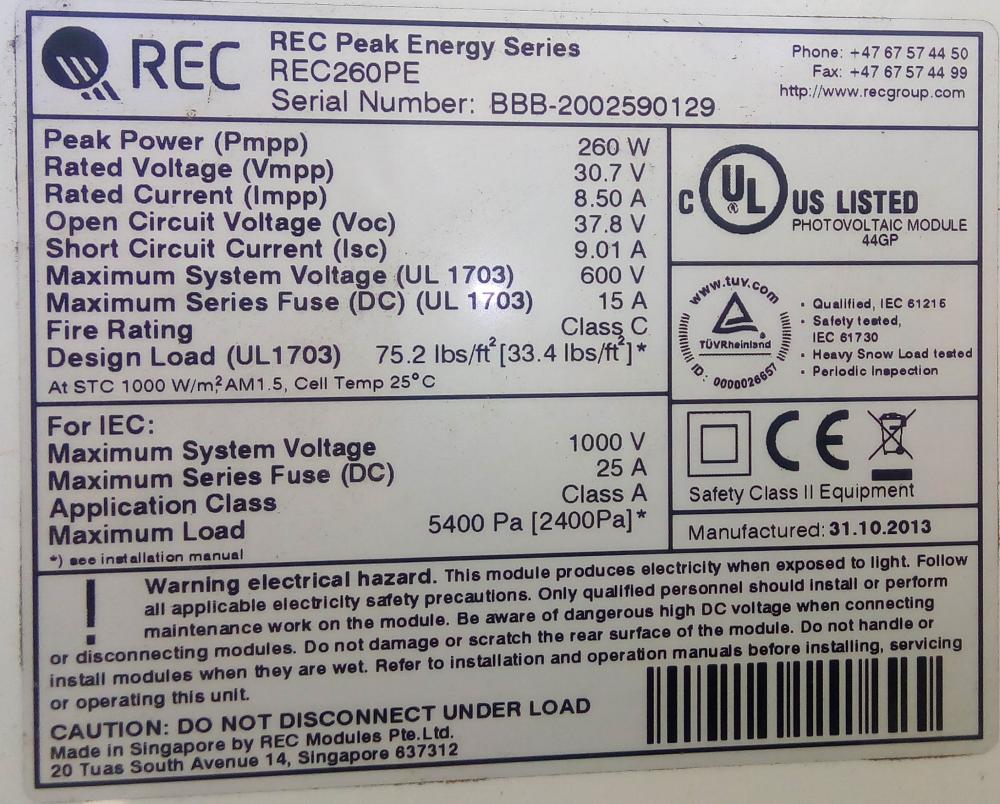 REC
REC Peak Energy Series
REC260PE
Serial Number: BBB-2002590129
Phone: +47 67 57 44 50
Fax: +47 67 57 44 99
http://www.recgroup.com
Peak Power (Pmpp) 260 W
Rated Voltage (Vmpp) 30.7 V
Rated Current (Impp) 8.50 A
Open Circuit Voltage (Voc) 37.8 V
Short Circuit Current (Isc) 9.01 A
Maximum System Voltage (UL 1703) 600 V
Maximum Series Fuse (DC) (UL 1703) 15 A
Fire Rating Class C
Design Load (UL1703) 75.2 lbs/ft² [33.4 lbs/ft²]*
At STC 1000 W/m², AM1.5, Cell Temp 25°C
C UL® US LISTED
PHOTOVOLTAIC MODULE
44GP
www.tuv.com
TÜVRheinland®
ID: 0000026657
• Qualified, IEC 61215
• Safety tested,
IEC 61730
• Heavy Snow Load tested
• Periodic Inspection
For IEC:
Maximum System Voltage 1000 V
Maximum Series Fuse (DC) 25 A
Application Class Class A
Maximum Load 5400 Pa [2400Pa]*
*) see installation manual
CE
Safety Class II Equipment
Manufactured: 31.10.2013
! Warning electrical hazard. This module produces electricity when exposed to light. Follow
all applicable electricity safety precautions. Only qualified personnel should install or perform
maintenance work on the module. Be aware of dangerous high DC voltage when connecting
or disconnecting modules. Do not damage or scratch the rear surface of the module. Do not handle or
install modules when they are wet. Refer to installation and operation manuals before installing, servicing
or operating this unit.
CAUTION: DO NOT DISCONNECT UNDER LOAD
Made in Singapore by REC Modules Pte.Ltd.
20 Tuas South Avenue 14, Singapore 637312